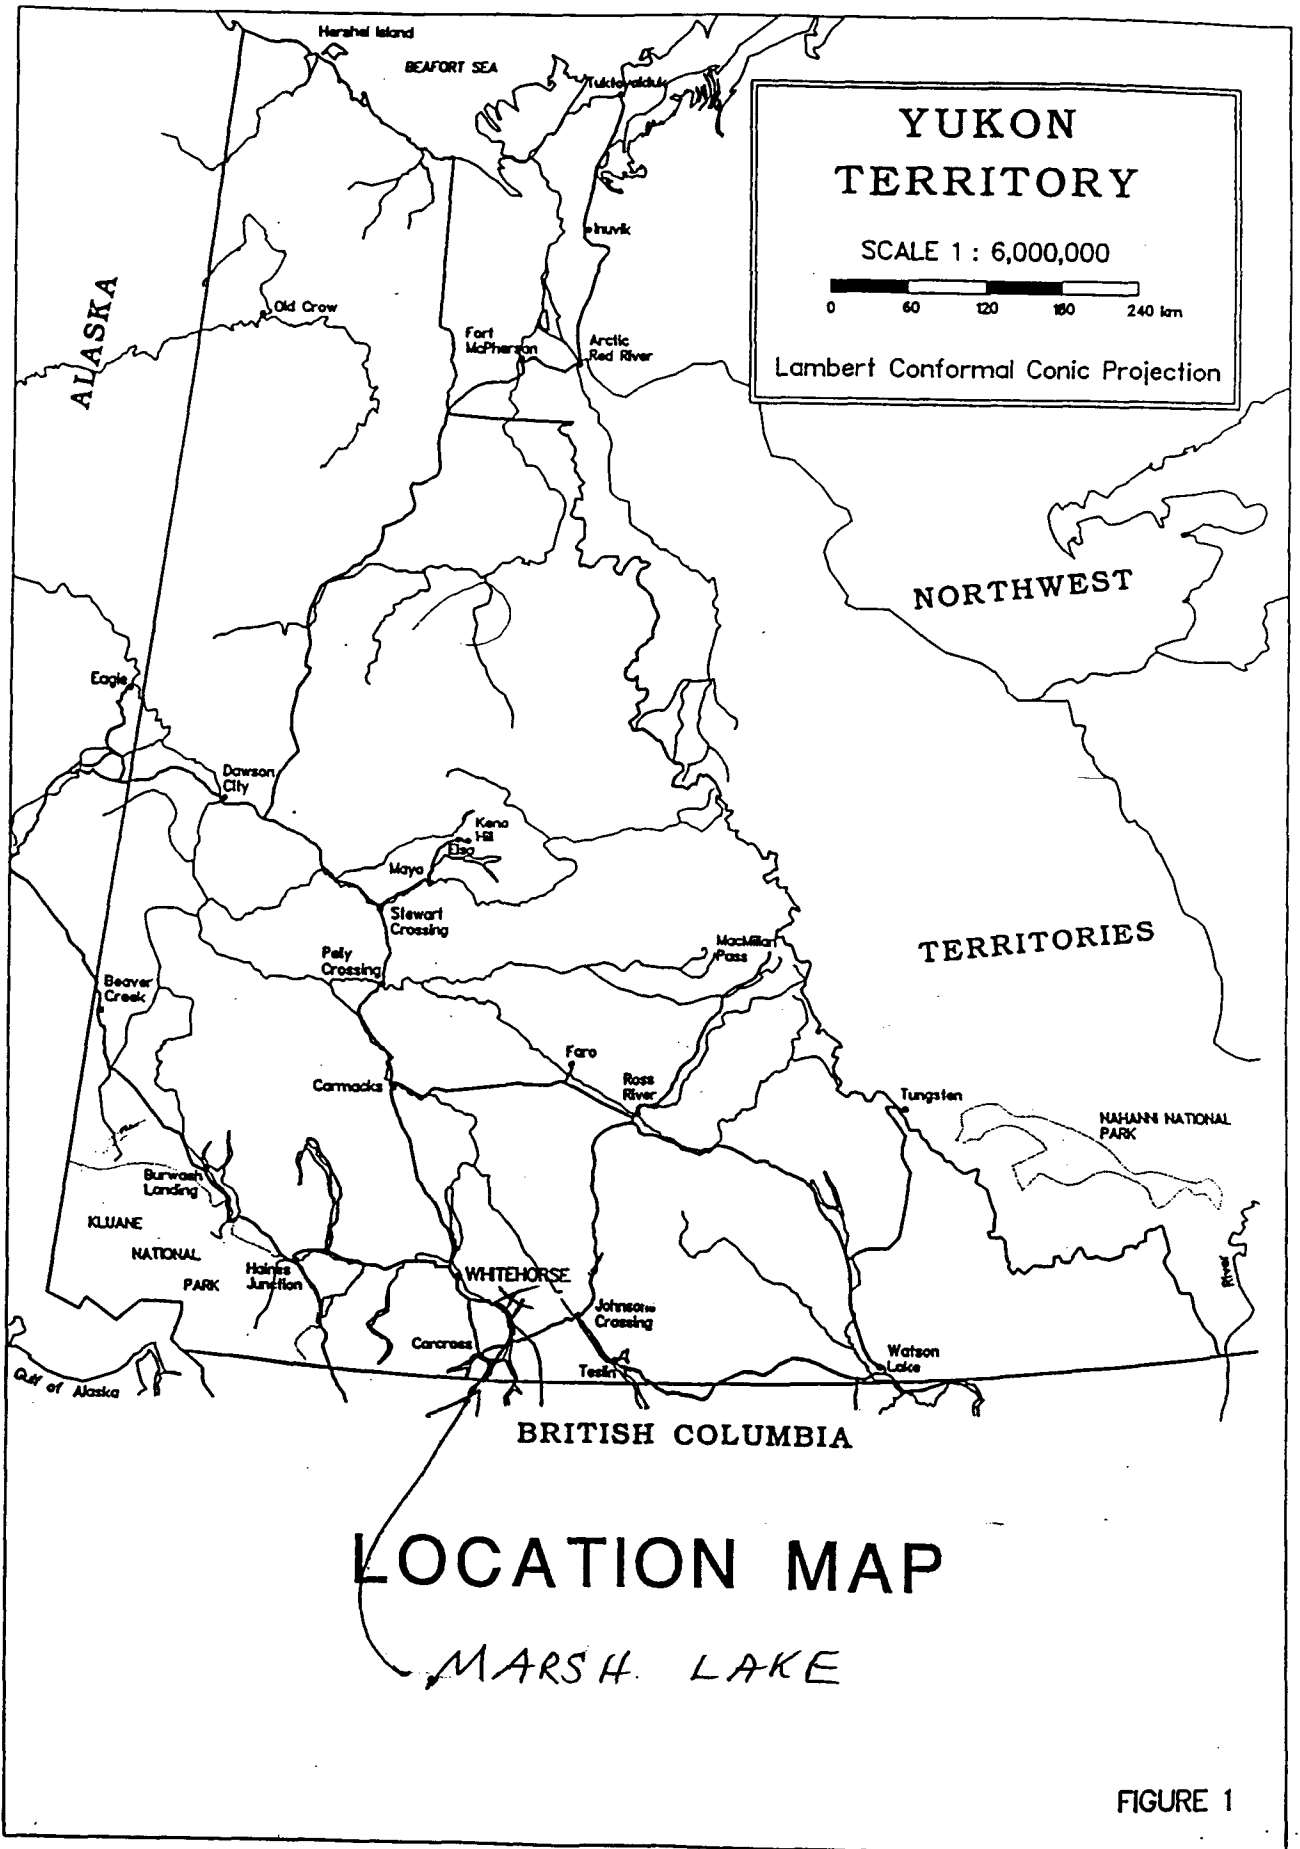 Hershel Island
BEAFORT SEA
Tuktoyaktuk
YUKON
TERRITORY
SCALE 1 : 6,000,000
0 60 120 180 240 km
Lambert Conformal Conic Projection
Inuvik
ALASKA
Old Crow
Fort
McPherson
Arctic
Red River
NORTHWEST
Eagle
Dawson
City
Keno
Hill
Elsa
Mayo
Stewart
Crossing
Pelly
Crossing
MacMillan
Pass
TERRITORIES
Beaver
Creek
Faro
Carmacks
Ross
River
Tungsten
NAHANNI NATIONAL
PARK
Burwash
Landing
KLUANE
NATIONAL
PARK
Haines
Junction
WHITEHORSE
River
Johnsons
Crossing
Carcross
Teslin
Watson
Lake
Gulf of Alaska
BRITISH COLUMBIA
LOCATION MAP
MARSH LAKE
FIGURE 1